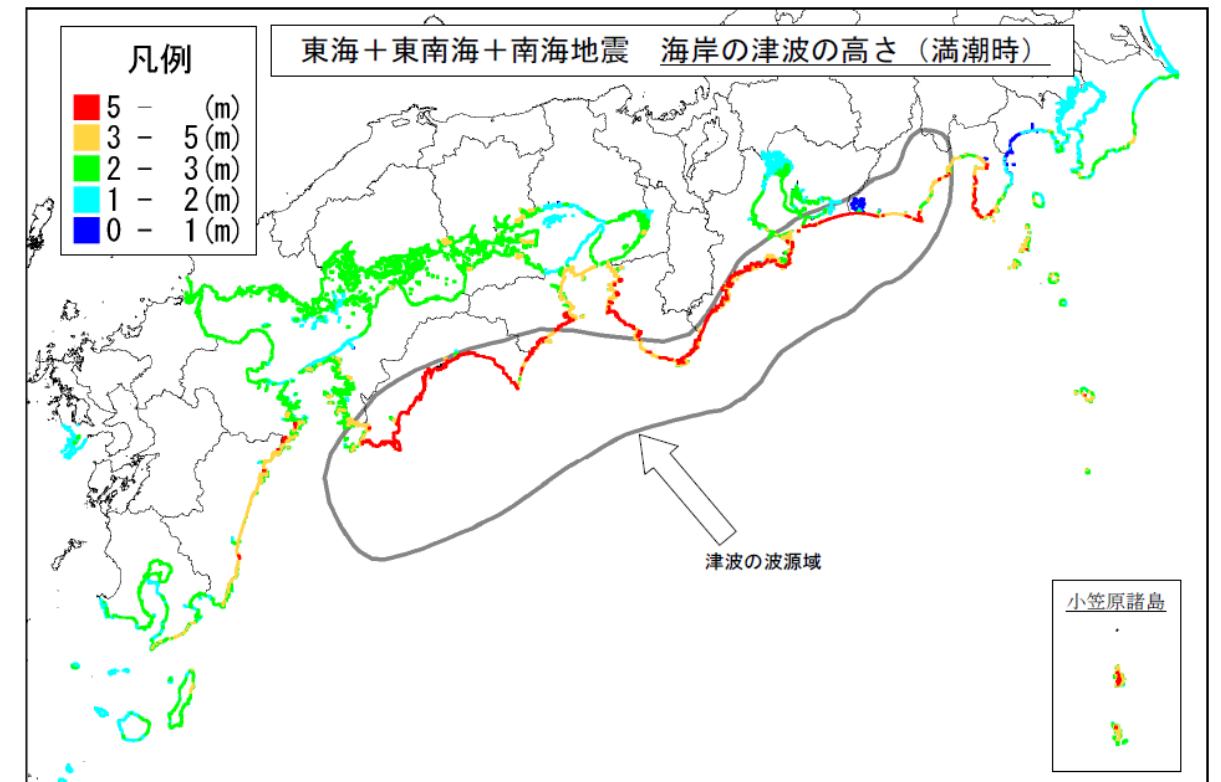 凡例
5 － (m)
3 － 5(m)
2 － 3(m)
1 － 2(m)
0 － 1(m)
東海＋東南海＋南海地震 海岸の津波の高さ（満潮時）
津波の波源域
小笠原諸島